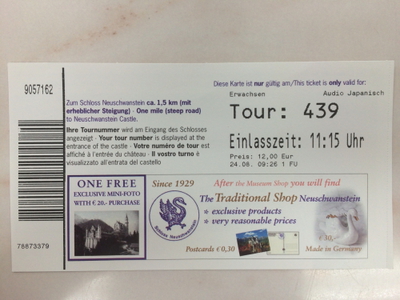 9057162
78673379
Zum Schloss Neuschwanstein ca. 1,5 km (mit
erheblicher Steigung) - One mile (steep road)
to Neuschwanstein Castle.
Ihre Tournummer wird am Eingang des Schlosses
angezeigt · Your tour number is displayed at the
entrance of the castle · Votre numéro de tour est
affiché à l'entrée du château · Il vostro turno è
visualizzato all'entrata del castello
Diese Karte ist nur gültig am/This ticket is only valid for:
Erwachsen Audio Japanisch
Tour: 439
Einlasszeit: 11:15 Uhr
Preis: 12,00 Eur
24.08. 09:26 1 FU
ONE FREE
EXCLUSIVE MINI-FOTO
WITH € 20,- PURCHASE
Since 1929
Schloss Neuschwanstein
After the Museum Shop you will find
The Traditional Shop Neuschwanstein
exclusive products
very reasonable prices
Postcards € 0,30
Made in Germany